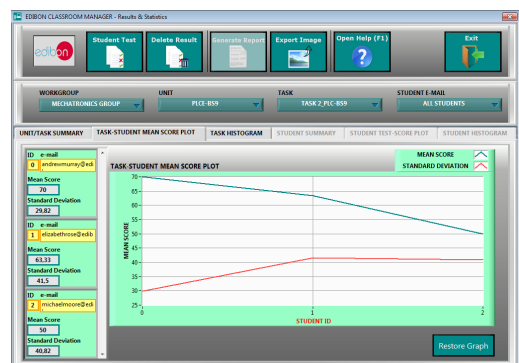 EDIBON CLASSROOM MANAGER - Results & Statistics
edibon
Student Test
Delete Result
Generate Report
Export Image
Open Help (F1)
Exit
WORKGROUP
UNIT
TASK
STUDENT E-MAIL
MECHATRONICS GROUP
PLCE-B59
TASK 2_PLC-B59
ALL STUDENTS
UNIT/TASK SUMMARY
TASK-STUDENT MEAN SCORE PLOT
TASK HISTOGRAM
STUDENT SUMMARY
STUDENT TEST-SCORE PLOT
STUDENT HISTOGRAM
ID e-mail
0 andrewmurray@edi
Mean Score
70
Standard Deviation
29,82
ID e-mail
1 elizabethrose@edib
Mean Score
63,33
Standard Deviation
41,5
ID e-mail
2 michaelmoore@edi
Mean Score
50
Standard Deviation
40,82
TASK-STUDENT MEAN SCORE PLOT
MEAN SCORE
STANDARD DEVIATION
MEAN SCORE
70
65
60
55
50
45
40
35
30
25
0 1 2
STUDENT ID
Restore Graph